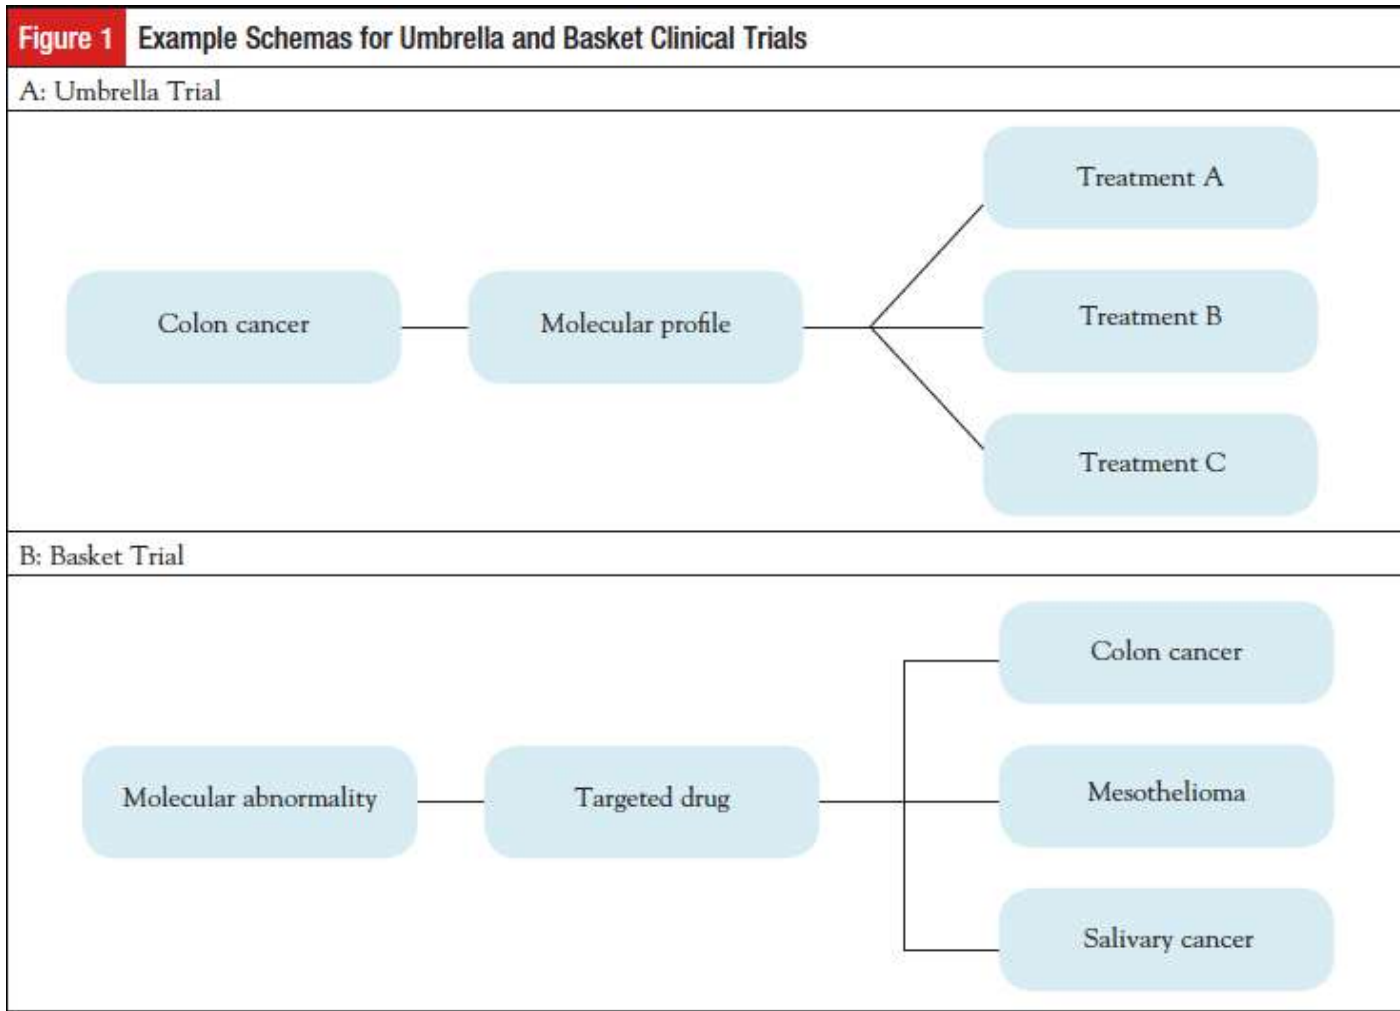 Figure 1 Example Schemas for Umbrella and Basket Clinical Trials
A: Umbrella Trial
Colon cancer
Molecular profile
Treatment A
Treatment B
Treatment C
B: Basket Trial
Molecular abnormality
Targeted drug
Colon cancer
Mesothelioma
Salivary cancer